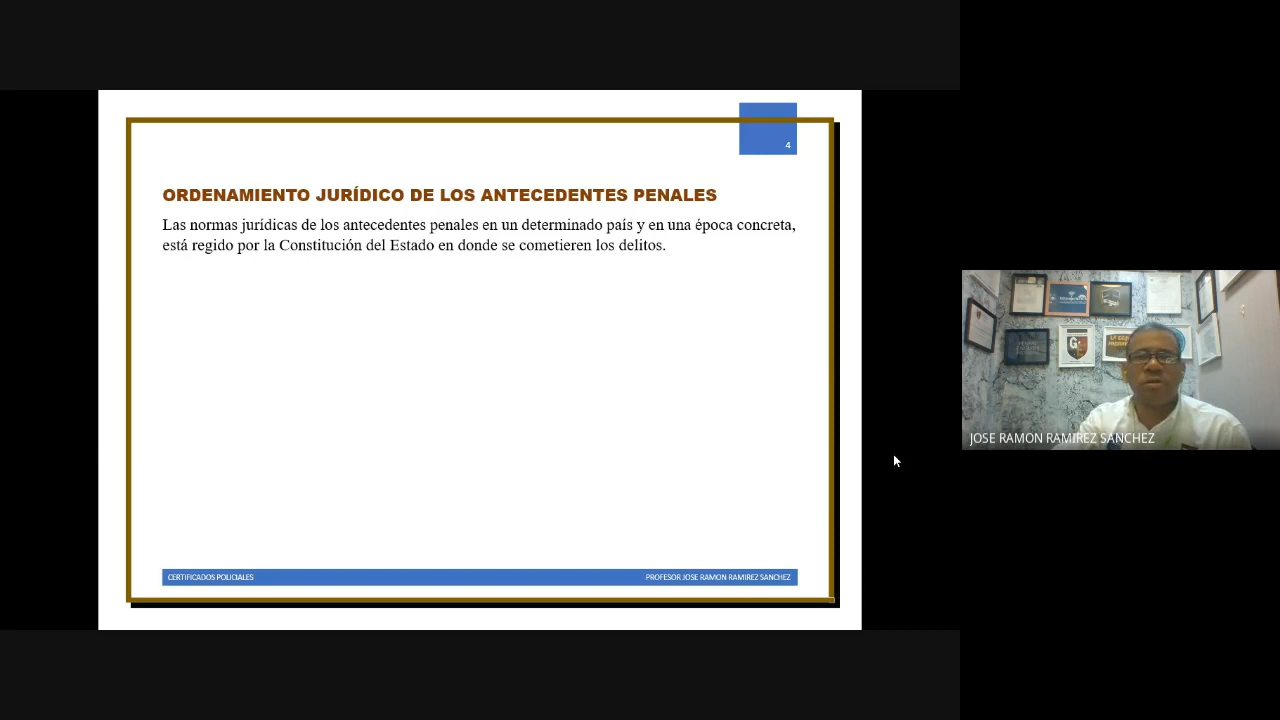 4
ORDENAMIENTO JURÍDICO DE LOS ANTECEDENTES PENALES
Las normas jurídicas de los antecedentes penales en un determinado país y en una época concreta,
está regido por la Constitución del Estado en donde se cometieren los delitos.
CERTIFICADOS POLICIALES
PROFESOR JOSE RAMON RAMIREZ SANCHEZ
JOSE RAMON RAMIREZ SANCHEZ